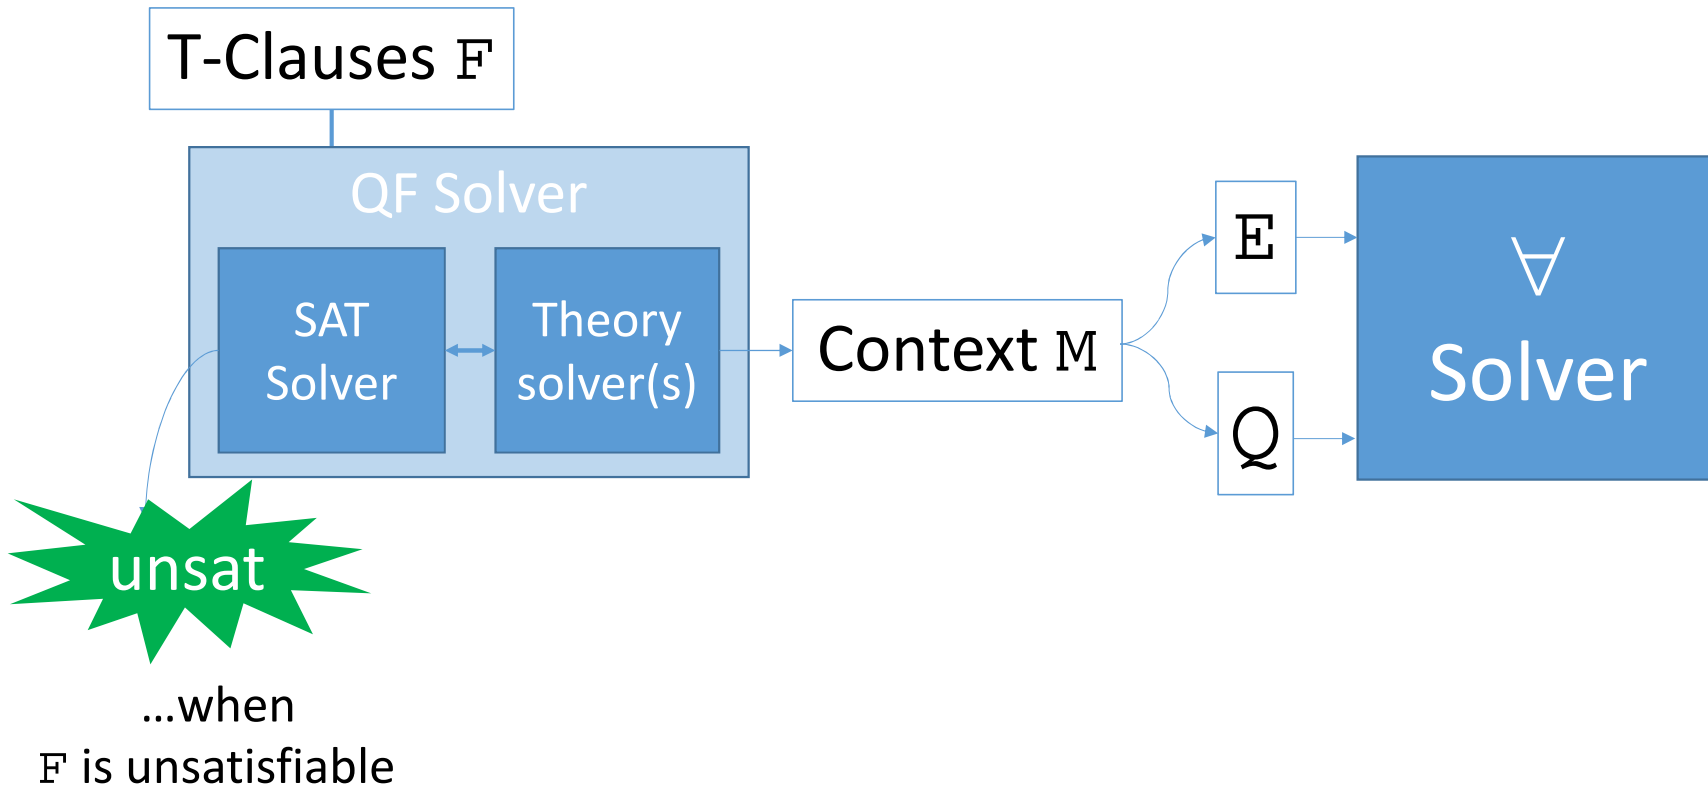 T-Clauses F
QF Solver
SAT
Solver
Theory
solver(s)
Context M
E
Q
∀
Solver
unsat
...when
F is unsatisfiable